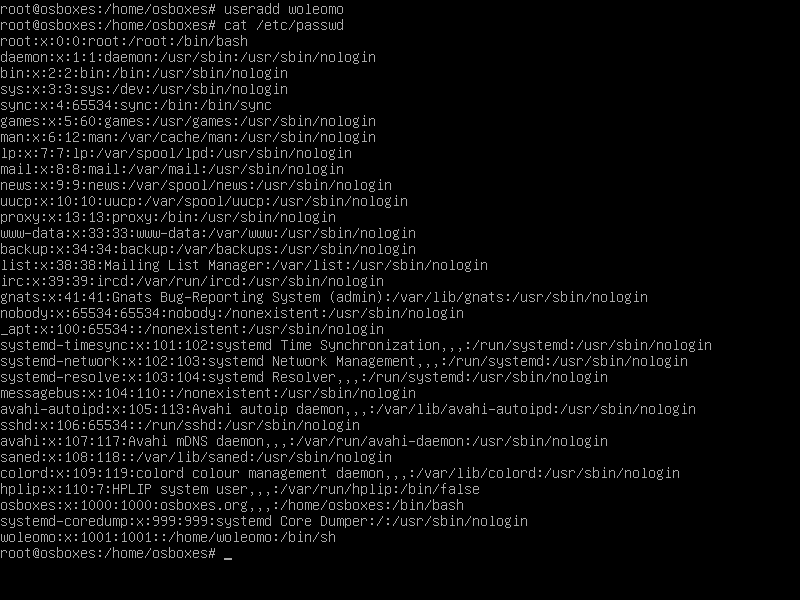 root@osboxes:/home/osboxes# useradd woleomo
root@osboxes:/home/osboxes# cat /etc/passwd
root:x:0:0:root:/root:/bin/bash
daemon:x:1:1:daemon:/usr/sbin:/usr/sbin/nologin
bin:x:2:2:bin:/bin:/usr/sbin/nologin
sys:x:3:3:sys:/dev:/usr/sbin/nologin
sync:x:4:65534:sync:/bin:/bin/sync
games:x:5:60:games:/usr/games:/usr/sbin/nologin
man:x:6:12:man:/var/cache/man:/usr/sbin/nologin
lp:x:7:7:lp:/var/spool/lpd:/usr/sbin/nologin
mail:x:8:8:mail:/var/mail:/usr/sbin/nologin
news:x:9:9:news:/var/spool/news:/usr/sbin/nologin
uucp:x:10:10:uucp:/var/spool/uucp:/usr/sbin/nologin
proxy:x:13:13:proxy:/bin:/usr/sbin/nologin
www-data:x:33:33:www-data:/var/www:/usr/sbin/nologin
backup:x:34:34:backup:/var/backups:/usr/sbin/nologin
list:x:38:38:Mailing List Manager:/var/list:/usr/sbin/nologin
irc:x:39:39:ircd:/var/run/ircd:/usr/sbin/nologin
gnats:x:41:41:Gnats Bug-Reporting System (admin):/var/lib/gnats:/usr/sbin/nologin
nobody:x:65534:65534:nobody:/nonexistent:/usr/sbin/nologin
_apt:x:100:65534::/nonexistent:/usr/sbin/nologin
systemd-timesync:x:101:102:systemd Time Synchronization,,,:/run/systemd:/usr/sbin/nologin
systemd-network:x:102:103:systemd Network Management,,,:/run/systemd:/usr/sbin/nologin
systemd-resolve:x:103:104:systemd Resolver,,,:/run/systemd:/usr/sbin/nologin
messagebus:x:104:110::/nonexistent:/usr/sbin/nologin
avahi-autoipd:x:105:113:Avahi autoip daemon,,,:/var/lib/avahi-autoipd:/usr/sbin/nologin
sshd:x:106:65534::/run/sshd:/usr/sbin/nologin
avahi:x:107:117:Avahi mDNS daemon,,,:/var/run/avahi-daemon:/usr/sbin/nologin
saned:x:108:118::/var/lib/saned:/usr/sbin/nologin
colord:x:109:119:colord colour management daemon,,,:/var/lib/colord:/usr/sbin/nologin
hplip:x:110:7:HPLIP system user,,,:/var/run/hplip:/bin/false
osboxes:x:1000:1000:osboxes.org,,,:/home/osboxes:/bin/bash
systemd-coredump:x:999:999:systemd Core Dumper:/:/usr/sbin/nologin
woleomo:x:1001:1001::/home/woleomo:/bin/sh
root@osboxes:/home/osboxes# _